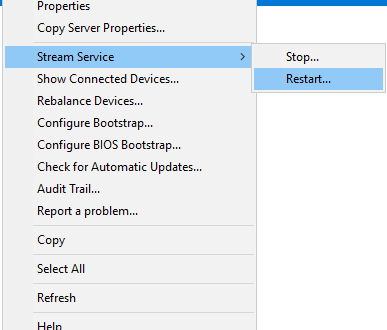 Properties
Copy Server Properties...
Stream Service
Stop...
Restart...
Show Connected Devices...
Rebalance Devices...
Configure Bootstrap...
Configure BIOS Bootstrap...
Check for Automatic Updates...
Audit Trail...
Report a problem...
Copy
Select All
Refresh
Help